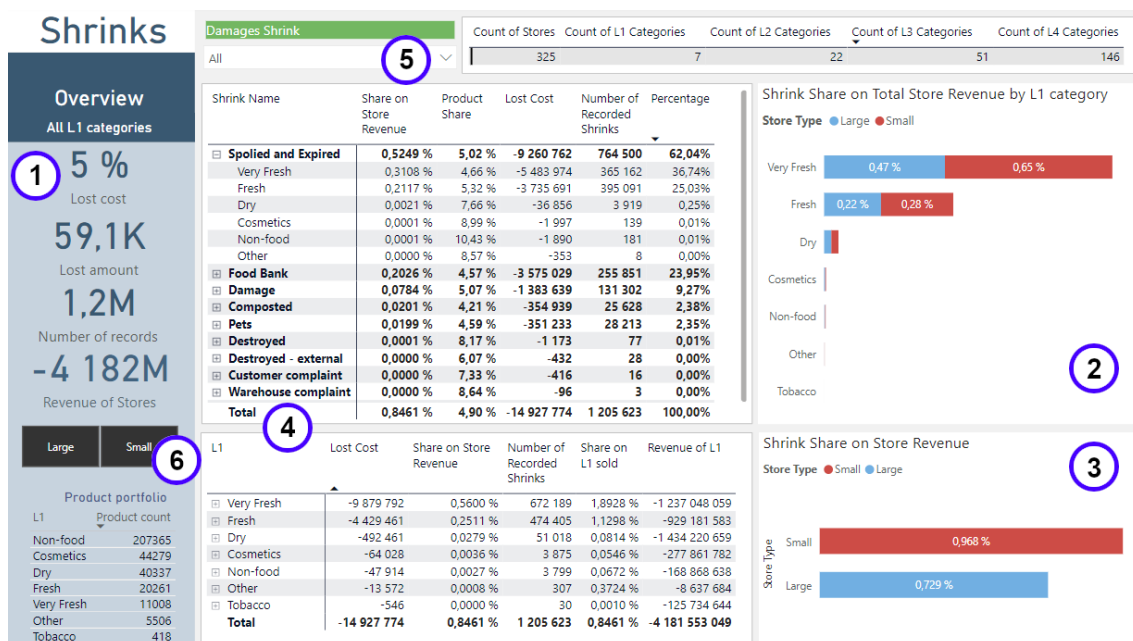 Shrinks
Overview
All L1 categories
1
5 %
Lost cost
59,1K
Lost amount
1,2M
Number of records
-4 182M
Revenue of Stores
Large Small
6
Product portfolio
L1 Product count
Non-food 207365
Cosmetics 44279
Dry 40337
Fresh 20261
Very Fresh 11008
Other 5506
Tobacco 418
Damages Shrink
All
5
Count of Stores Count of L1 Categories Count of L2 Categories Count of L3 Categories Count of L4 Categories
325 7 22 51 146
Shrink Name Share on Store Revenue Product Share Lost Cost Number of Recorded Shrinks Percentage
Spolied and Expired 0,5249 % 5,02 % -9 260 762 764 500 62,04%
Very Fresh 0,3108 % 4,66 % -5 483 974 365 162 36,74%
Fresh 0,2117 % 5,32 % -3 735 691 395 091 25,03%
Dry 0,0021 % 7,66 % -36 856 3 919 0,25%
Cosmetics 0,0001 % 8,99 % -1 997 139 0,01%
Non-food 0,0001 % 10,43 % -1 890 181 0,01%
Other 0,0000 % 8,57 % -353 8 0,00%
Food Bank 0,2026 % 4,57 % -3 575 029 255 851 23,95%
Damage 0,0784 % 5,07 % -1 383 639 131 302 9,27%
Composted 0,0201 % 4,21 % -354 939 25 628 2,38%
Pets 0,0199 % 4,59 % -351 233 28 213 2,35%
Destroyed 0,0001 % 8,17 % -1 173 77 0,01%
Destroyed - external 0,0000 % 6,07 % -432 28 0,00%
Customer complaint 0,0000 % 7,33 % -416 16 0,00%
Warehouse complaint 0,0000 % 8,64 % -96 3 0,00%
Total 0,8461 % 4,90 % -14 927 774 1 205 623 100,00%
4
L1 Lost Cost Share on Store Revenue Number of Recorded Shrinks Share on L1 sold Revenue of L1
Very Fresh -9 879 792 0,5600 % 672 189 1,8928 % -1 237 048 059
Fresh -4 429 461 0,2511 % 474 405 1,1298 % -929 181 583
Dry -492 461 0,0279 % 51 018 0,0814 % -1 434 220 659
Cosmetics -64 028 0,0036 % 3 875 0,0546 % -277 861 782
Non-food -47 914 0,0027 % 3 799 0,0672 % -168 868 638
Other -13 572 0,0008 % 307 0,3724 % -8 637 684
Tobacco -546 0,0000 % 30 0,0010 % -125 734 644
Total -14 927 774 0,8461 % 1 205 623 0,8461 % -4 181 553 049
Shrink Share on Total Store Revenue by L1 category
Store Type Large Small
Very Fresh 0,47 % 0,65 %
Fresh 0,22 % 0,28 %
Dry
Cosmetics
Non-food
Other
Tobacco
2
Shrink Share on Store Revenue
Store Type Small Large
3
Store Type
Small 0,968 %
Large 0,729 %